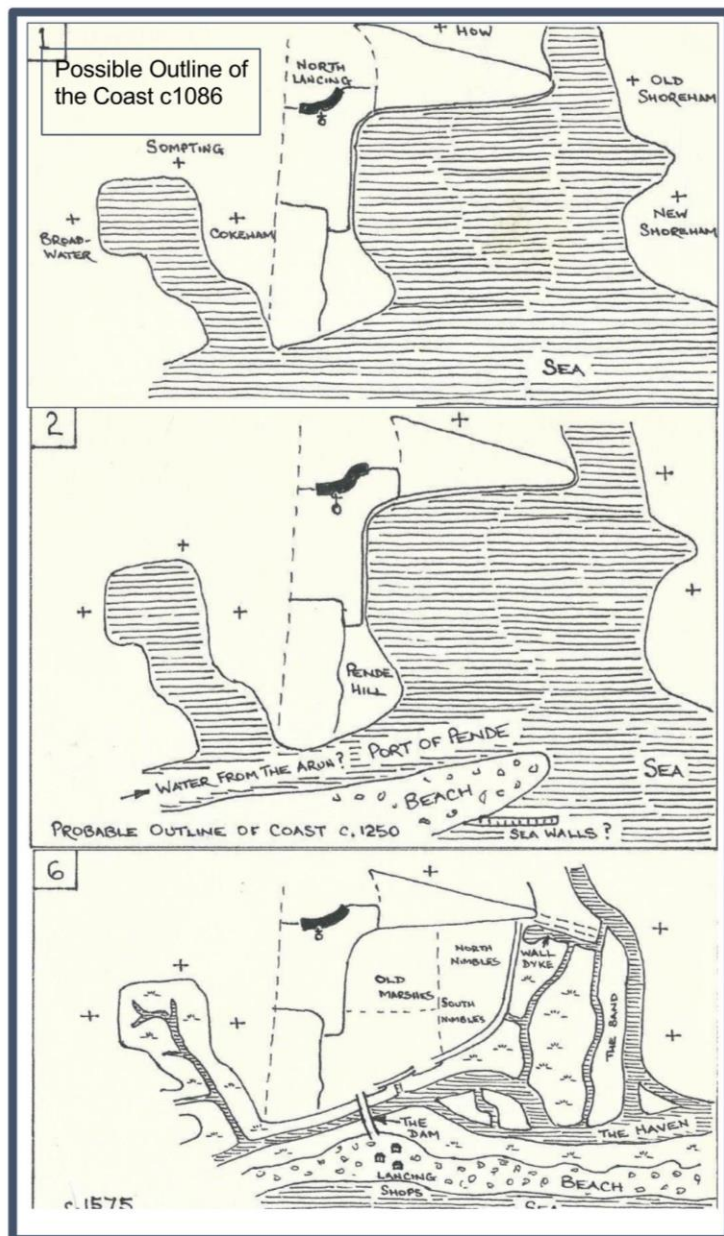 1
Possible Outline of
the Coast c1086
+ HOW
NORTH
LANCING
+ OLD
SHOREHAM
SOMPTING
+
+
BROAD-
WATER
+
COKEHAM
+
NEW
SHOREHAM
SEA
2
PENDE
HILL
PORT OF PENDE
WATER FROM THE ARUN?
SEA
BEACH
PROBABLE OUTLINE OF COAST c.1250
SEA WALLS?
6
NORTH
NIMBLES
WALL
DYKE
OLD
MARSHES
SOUTH
NIMBLES
THE SAND
THE
DAM
THE HAVEN
LANCING
SHOPS
BEACH
c.1575
SEA